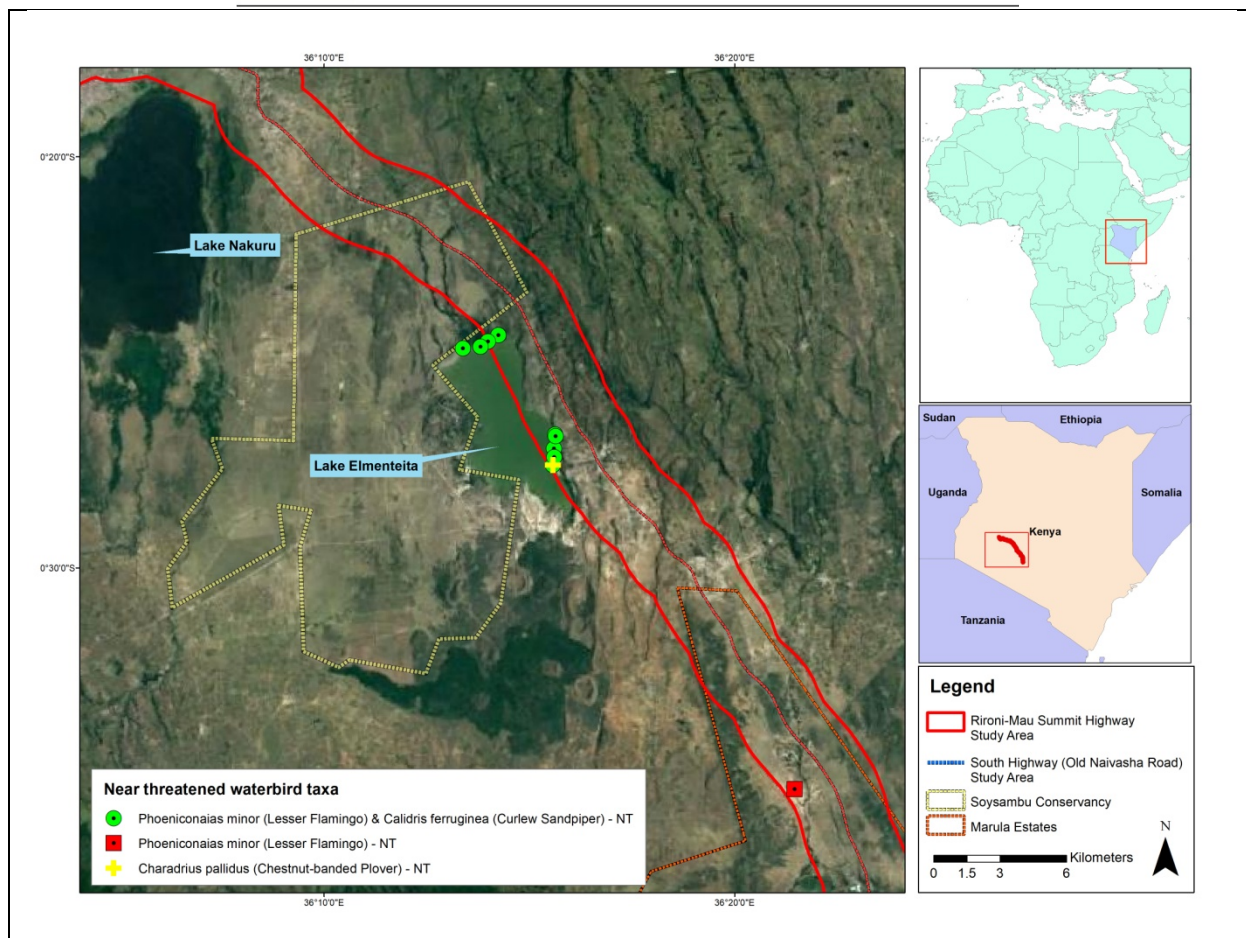 36°10'0"E
36°20'0"E
0°20'0"S
Lake Nakuru
Lake Elmenteita
0°30'0"S
Near threatened waterbird taxa
Phoeniconaias minor (Lesser Flamingo) & Calidris ferruginea (Curlew Sandpiper) - NT
Phoeniconaias minor (Lesser Flamingo) - NT
Charadrius pallidus (Chestnut-banded Plover) - NT
36°10'0"E
36°20'0"E
Sudan
Ethiopia
Uganda
Somalia
Kenya
Tanzania
Legend
Rironi-Mau Summit Highway
Study Area
South Highway (Old Naivasha Road)
Study Area
Soysambu Conservancy
Marula Estates
N
Kilometers
0 1.5 3 6